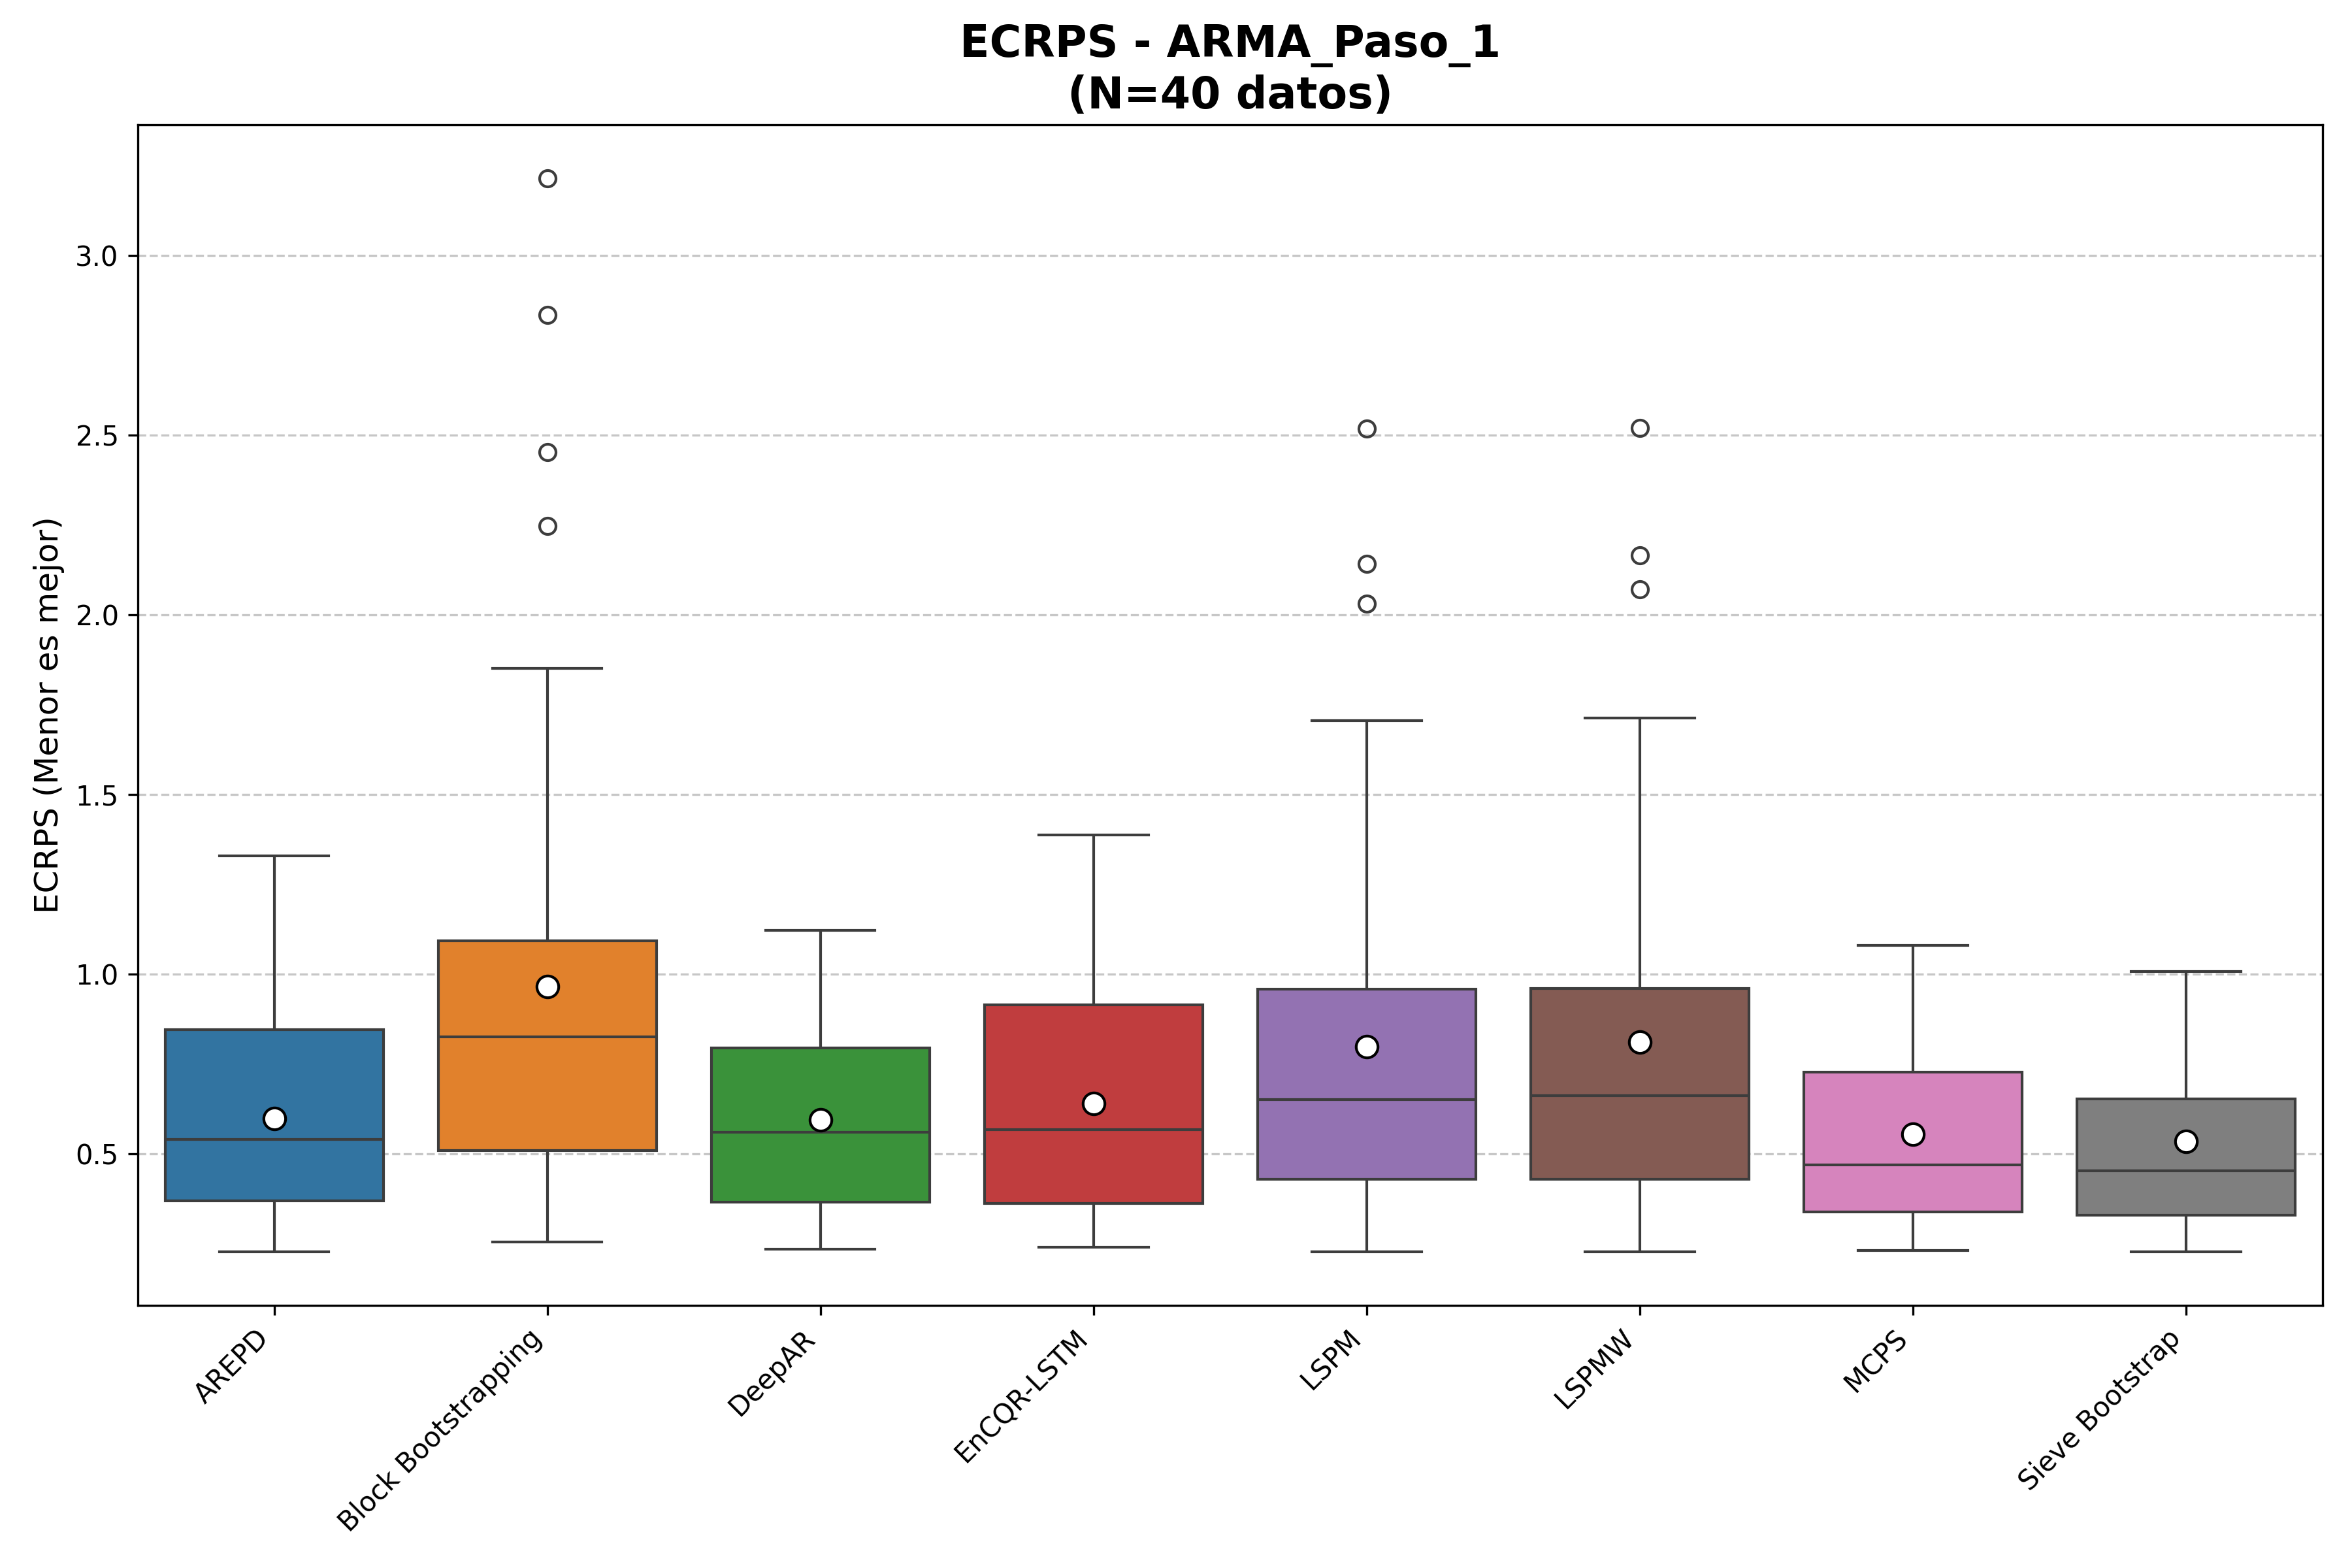 ECRPS - ARMA_Paso_1
(N=40 datos)
ECRPS (Menor es mejor)
3.0
2.5
2.0
1.5
1.0
0.5
AREPD
Block Bootstrapping
DeepAR
EnCQR-LSTM
LSPM
LSPMW
MCPS
Sieve Bootstrap